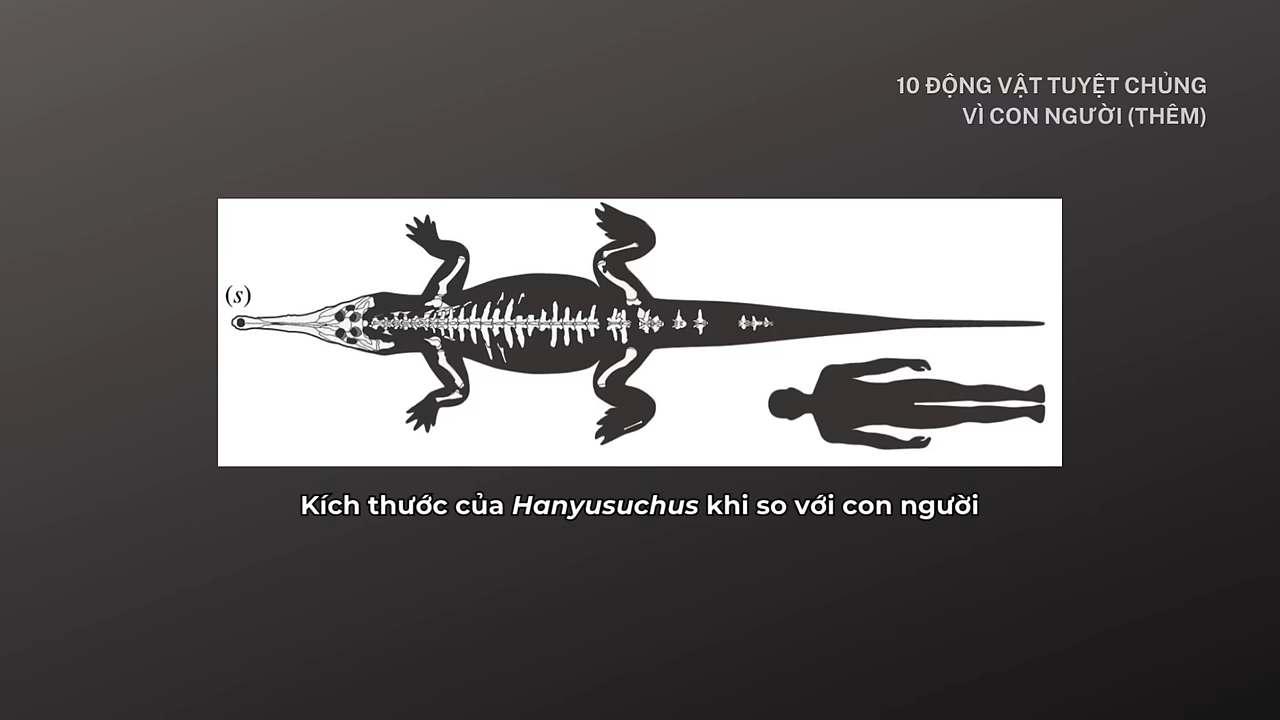 10 ĐỘNG VẬT TUYỆT CHỦNG
VÌ CON NGƯỜI (THÊM)
(s)
Kích thước của Hanyusuchus khi so với con người